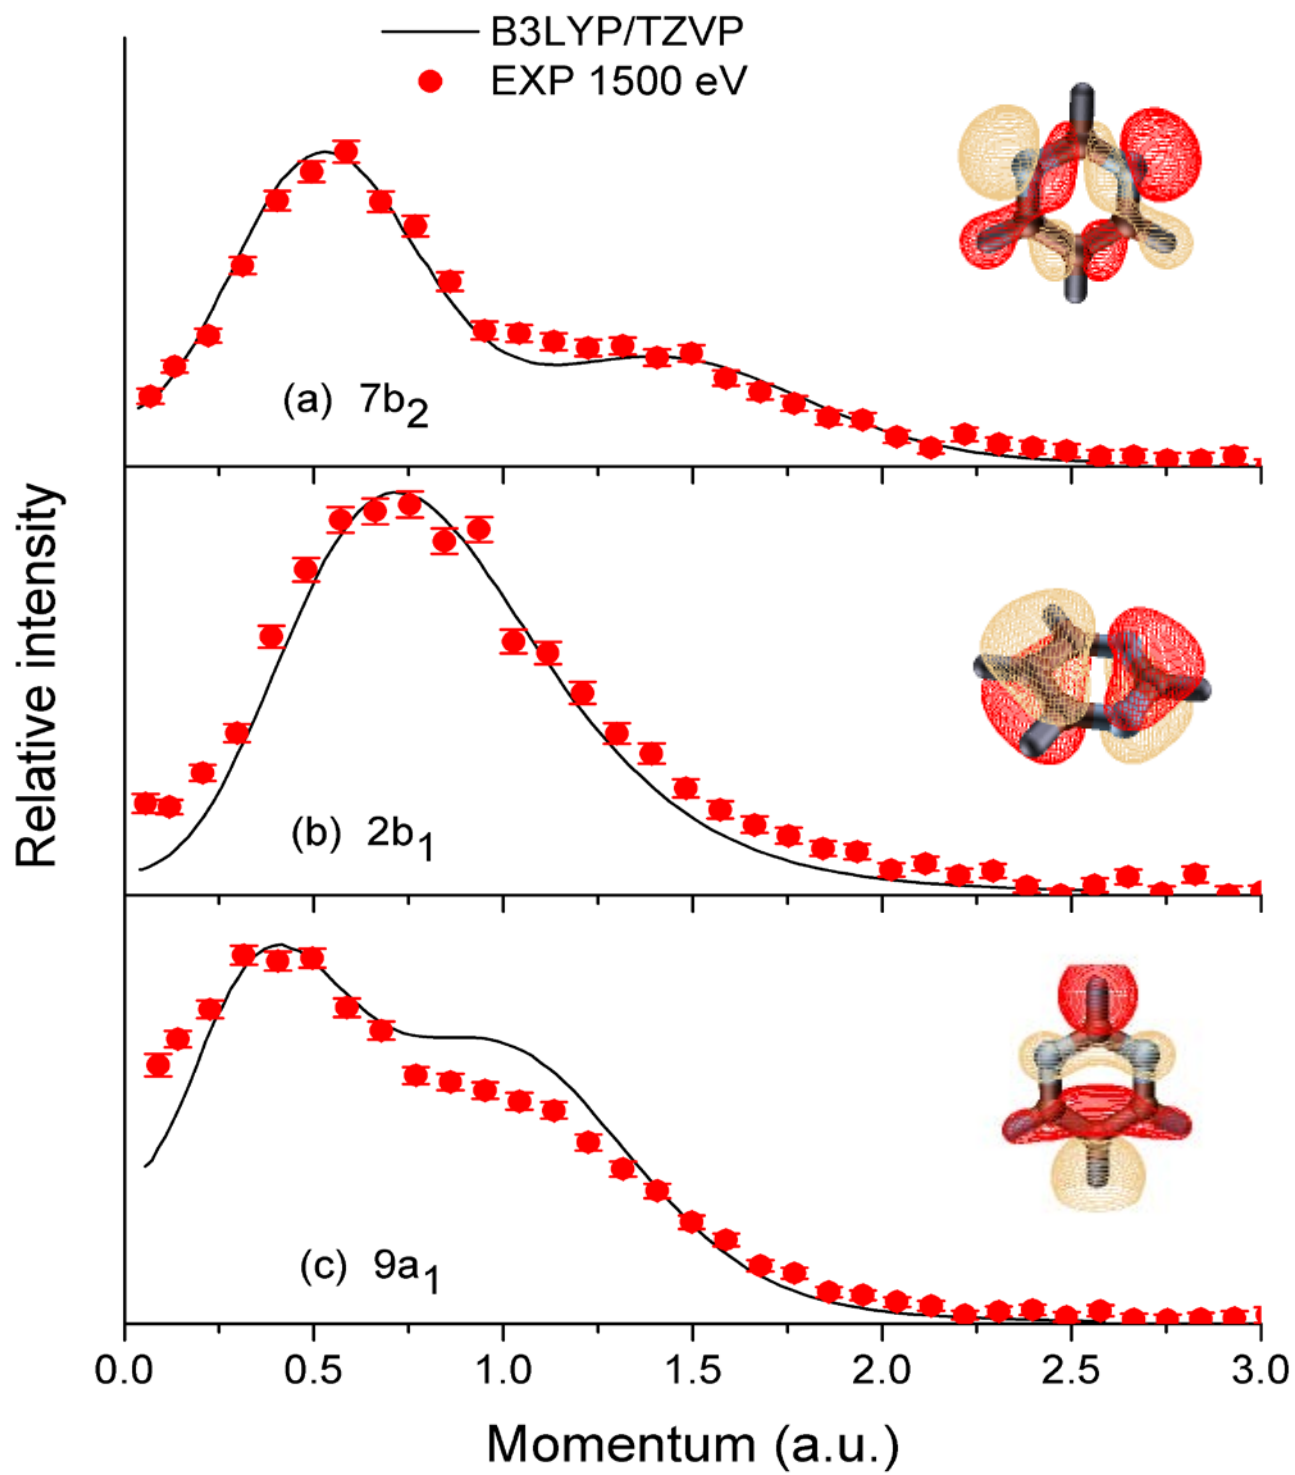 B3LYP/TZVP
EXP 1500 eV
(a) 7b2
(b) 2b1
(c) 9a1
Relative intensity
0.0 0.5 1.0 1.5 2.0 2.5 3.0
Momentum (a.u.)